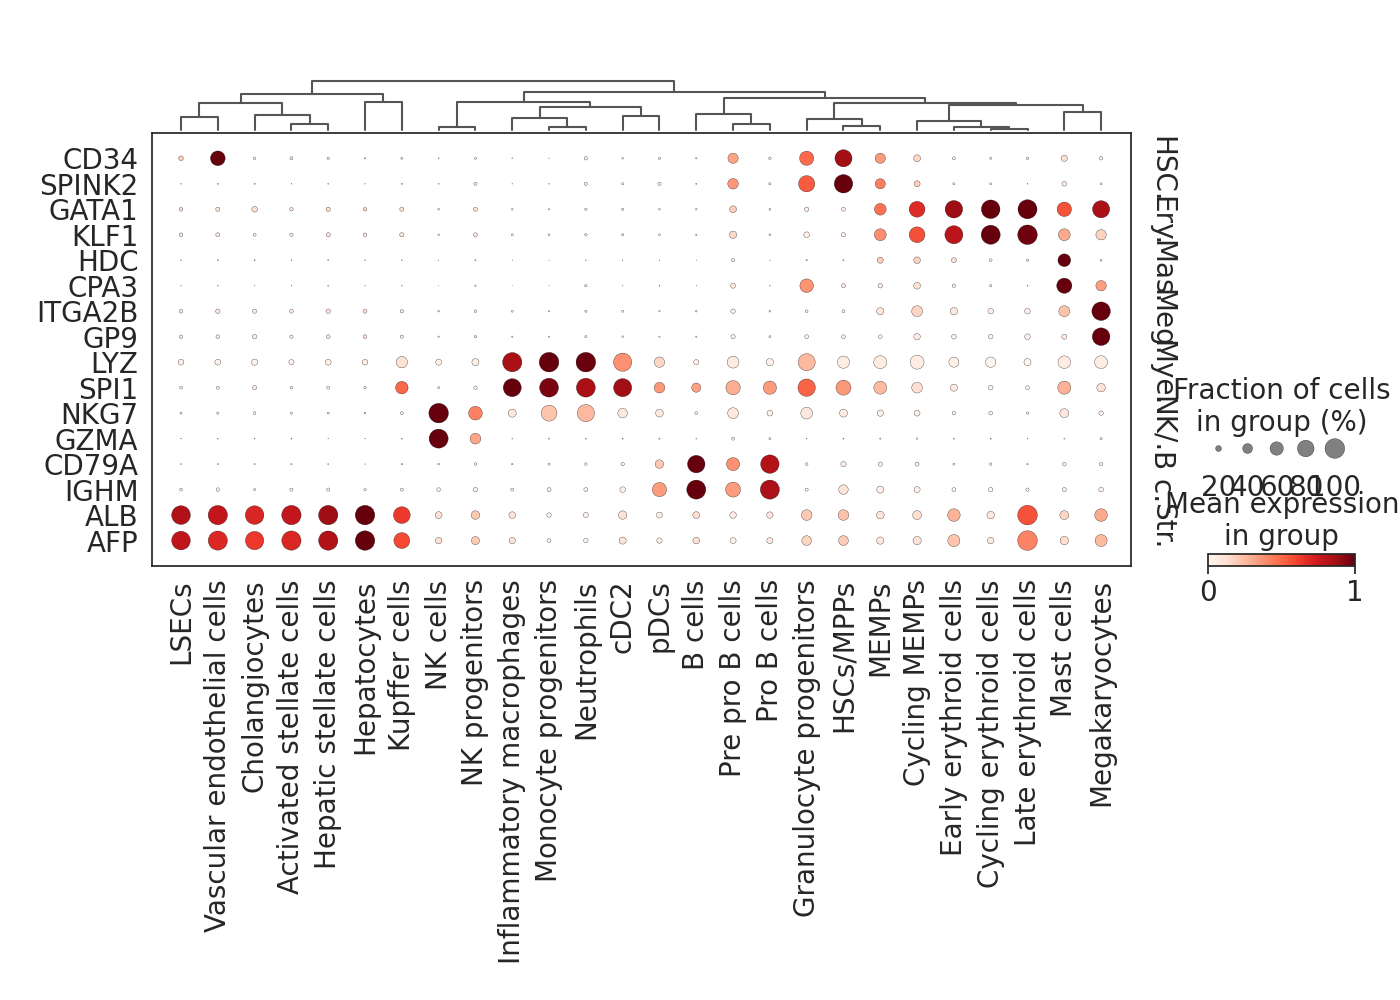 CD34
SPINK2
GATA1
KLF1
HDC
CPA3
ITGA2B
GP9
LYZ
SPI1
NKG7
GZMA
CD79A
IGHM
ALB
AFP
LSECs
Vascular endothelial cells
Cholangiocytes
Activated stellate cells
Hepatic stellate cells
Hepatocytes
Kupffer cells
NK cells
NK progenitors
Inflammatory macrophages
Monocyte progenitors
Neutrophils
cDC2
pDCs
B cells
Pre pro B cells
Pro B cells
Granulocyte progenitors
HSCs/MPPs
MEMPs
Cycling MEMPs
Early erythroid cells
Cycling erythroid cells
Late erythroid cells
Mast cells
Megakaryocytes
Ery.
Str.
Fraction of cells
in group (%)
20 40 60 80 100
Mean expression
in group
0 1